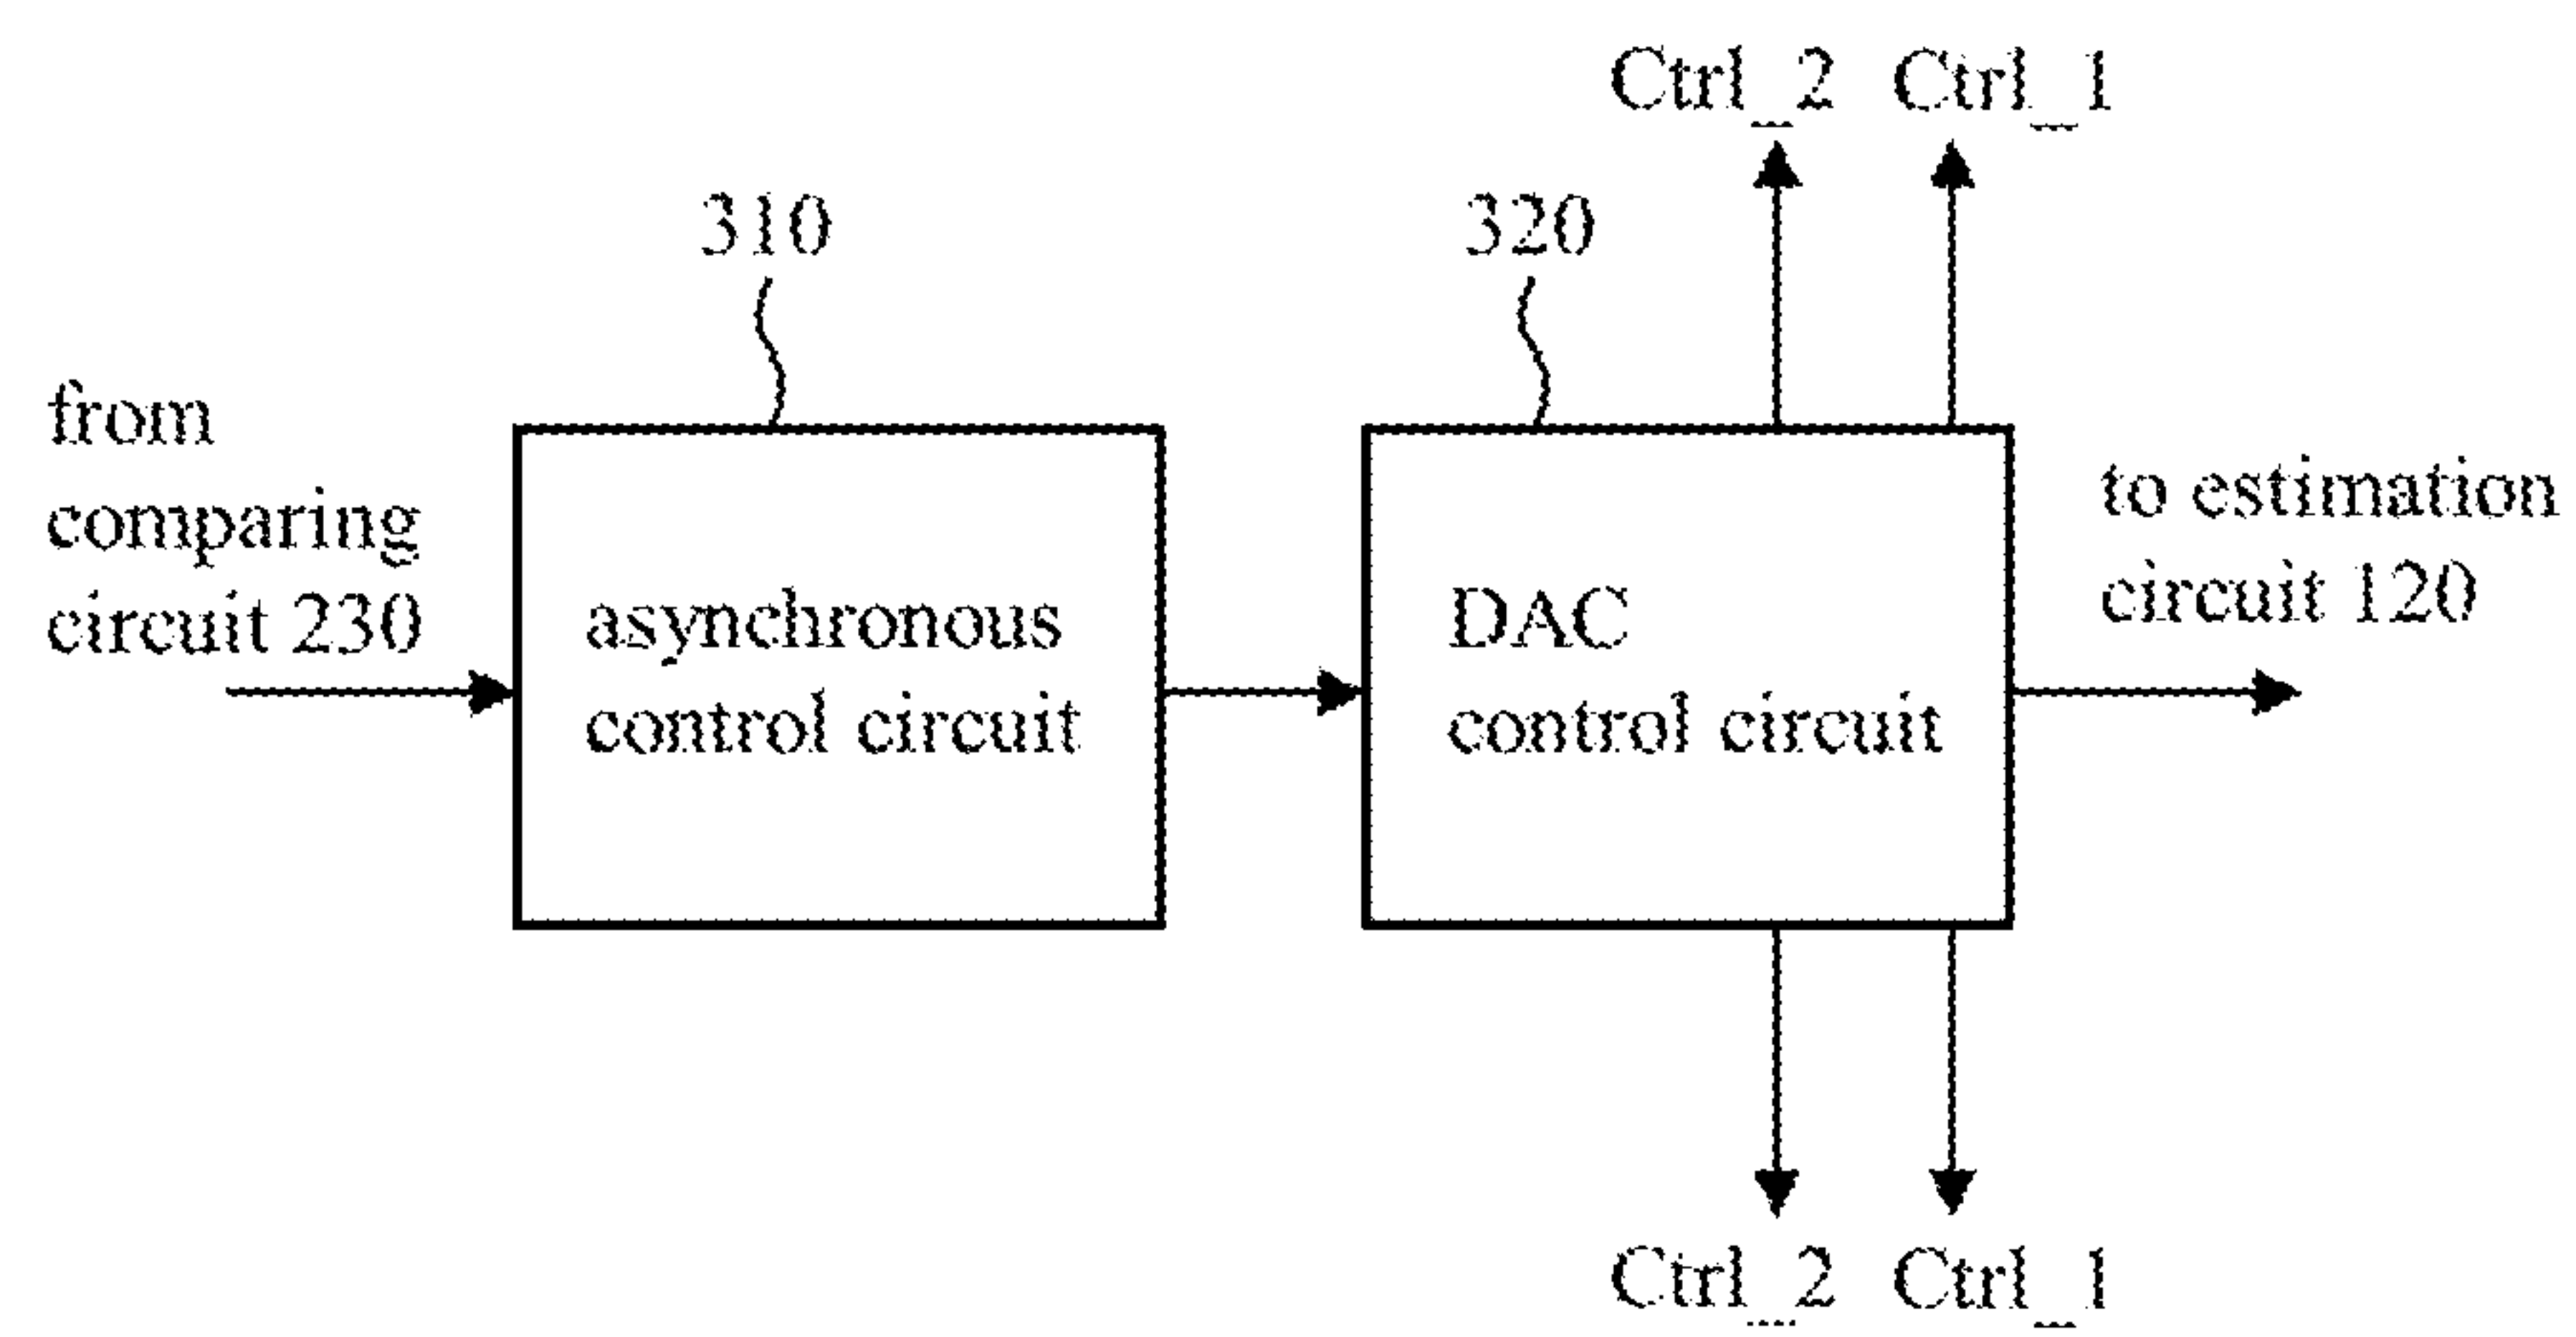 Ctrl_2 Ctrl_1
310
320
from
comparing
circuit 230
to estimation
circuit 120
asynchronous
control circuit
DAC
control circuit
Ctrl_2 Ctrl_1